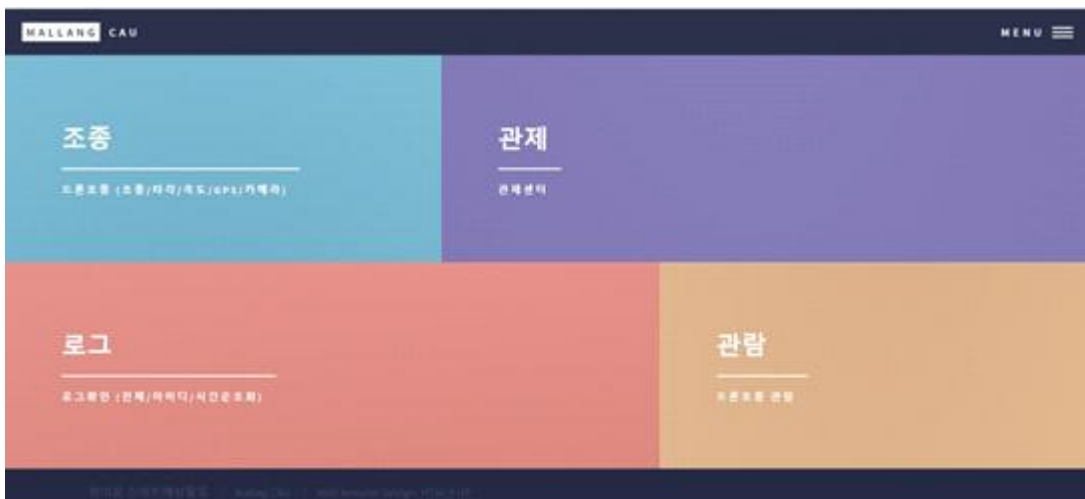 MALLANG CAU
MENU
조종
드론조종 (조종/타각/속도/GPS/카메라)
관제
관제센터
로그
로그확인 (전체/아이디/시간순조회)
관람
드론조종 관람